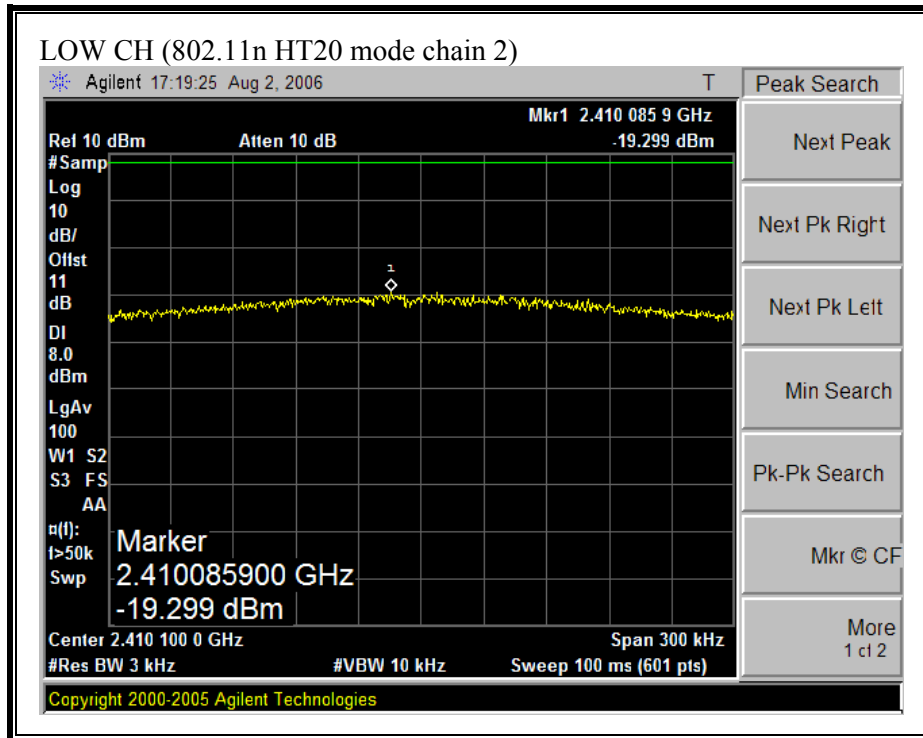 LOW CH (802.11n HT20 mode chain 2)
Agilent 17:19:25 Aug 2, 2006 T
Peak Search
Mkr1 2.410 085 9 GHz
Ref 10 dBm Atten 10 dB -19.299 dBm
#Samp
Log
10
dB/
Offst
11
dB
DI
8.0
dBm
LgAv
100
W1 S2
S3 FS
AA
¤(f):
f>50k
Swp
1
Marker
2.410085900 GHz
-19.299 dBm
Center 2.410 100 0 GHz Span 300 kHz
#Res BW 3 kHz #VBW 10 kHz Sweep 100 ms (601 pts)
Copyright 2000-2005 Agilent Technologies
Next Peak
Next Pk Right
Next Pk Left
Min Search
Pk-Pk Search
Mkr © CF
More
1 of 2